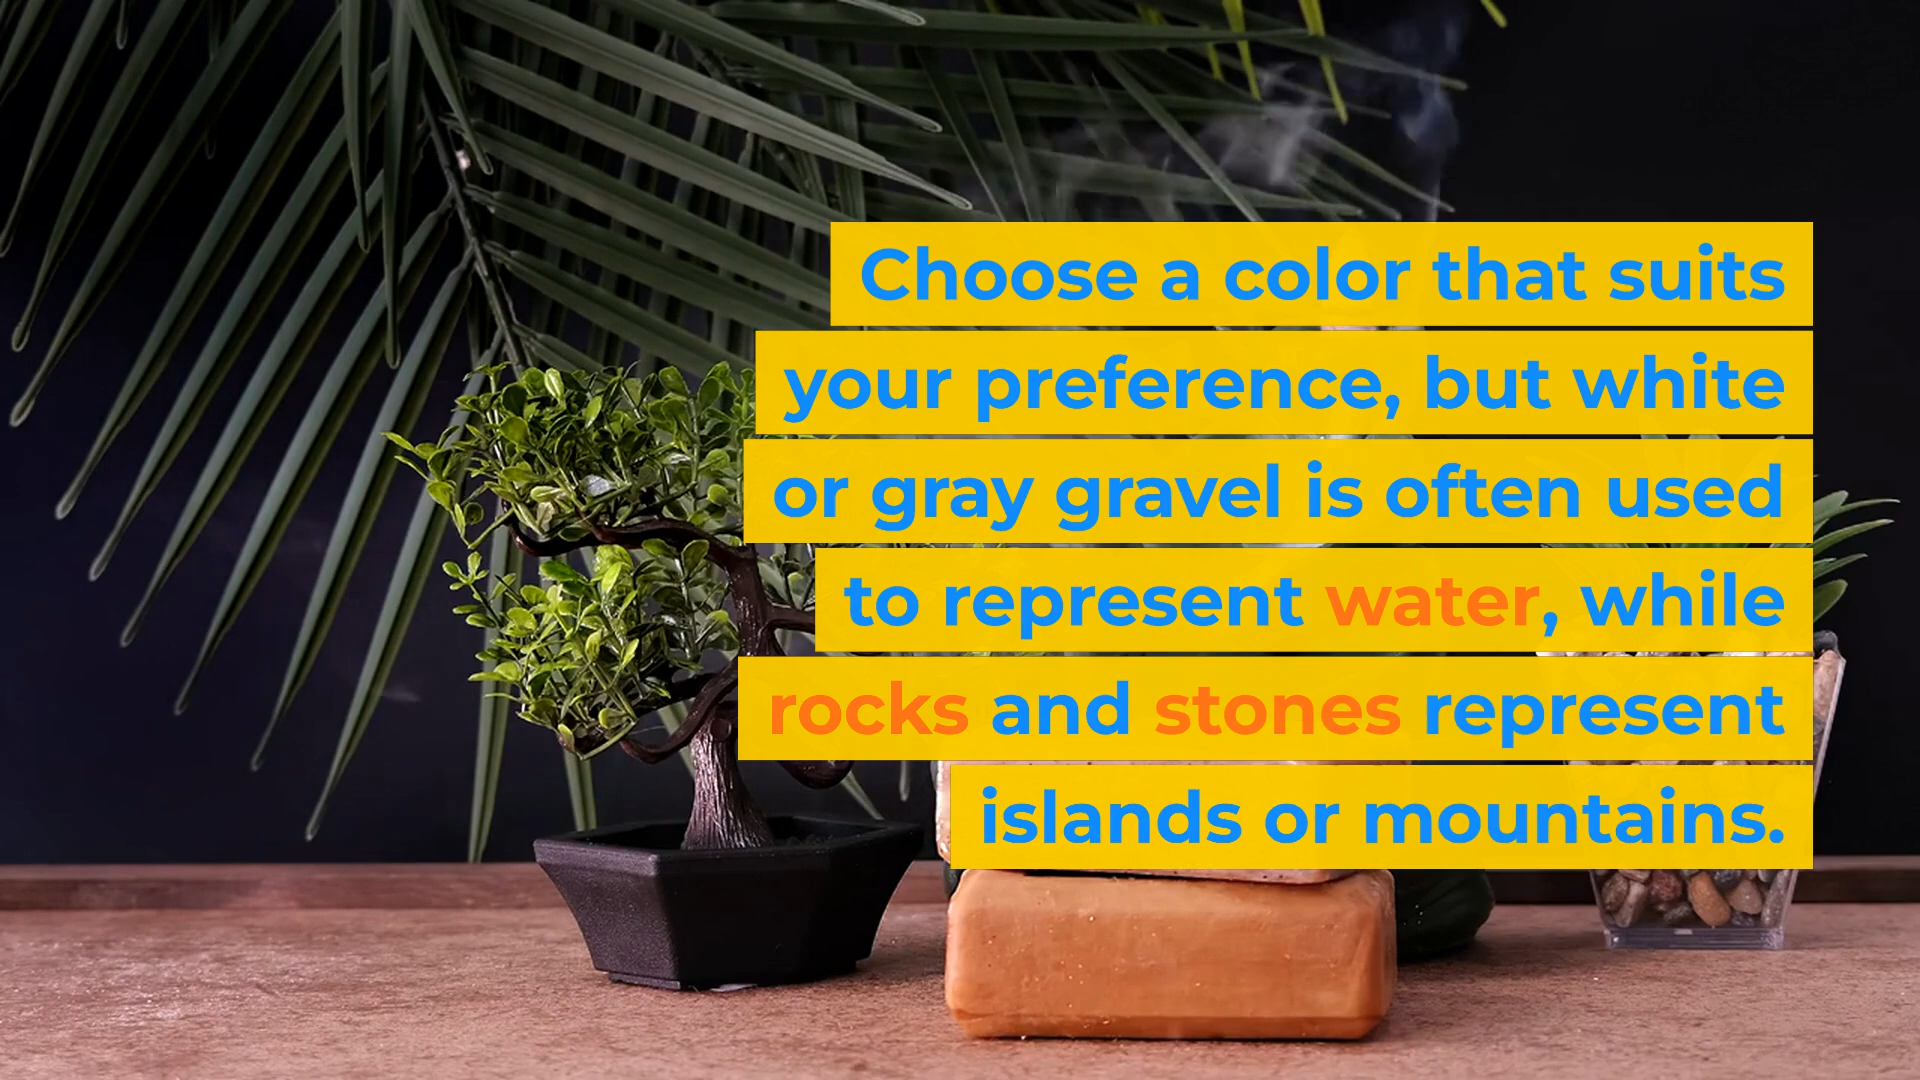 Choose a color that suits
your preference, but white
or gray gravel is often used
to represent water, while
rocks and stones represent
islands or mountains.